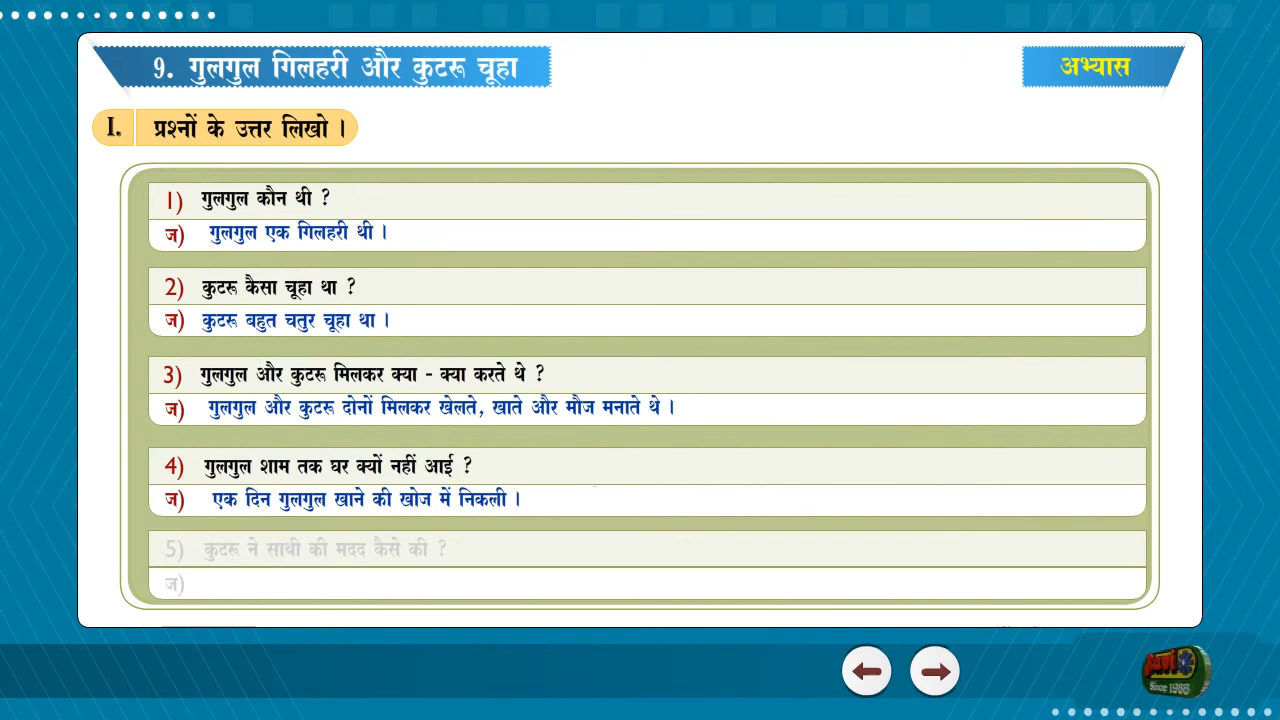 9. गुलगुल गिलहरी और कुटरू चूहा
अभ्यास
I. प्रश्नों के उत्तर लिखो ।
1) गुलगुल कौन थी ?
ज) गुलगुल एक गिलहरी थी ।
2) कुटरू कैसा चूहा था ?
ज) कुटरू बहुत चतुर चूहा था ।
3) गुलगुल और कुटरू मिलकर क्या - क्या करते थे ?
ज) गुलगुल और कुटरू दोनों मिलकर खेलते, खाते और मौज मनाते थे ।
4) गुलगुल शाम तक घर क्यों नहीं आई ?
ज) एक दिन गुलगुल खाने की खोज में निकली ।
5) कुटरू ने साथी की मदद कैसे की ?
ज)
Since 1988